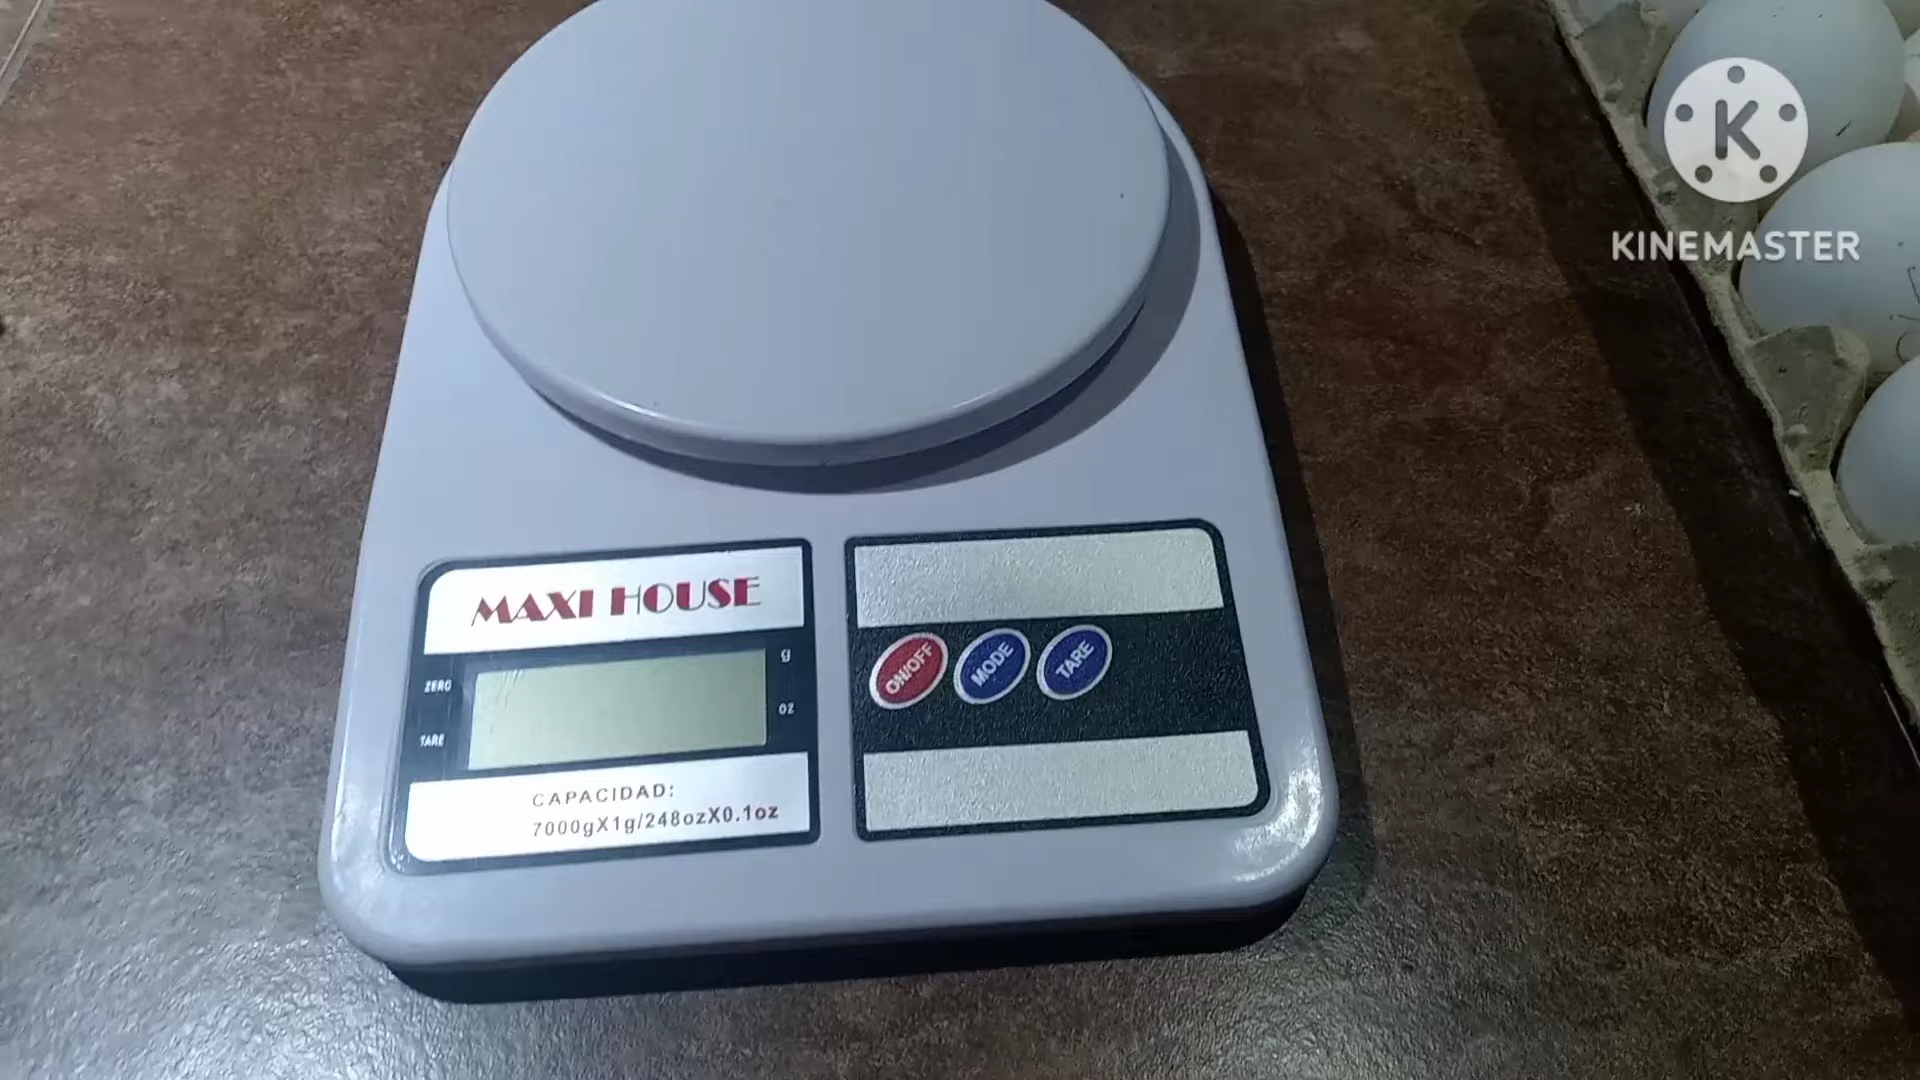 K
KINEMASTER
MAXI HOUSE
ZERO
g
TARE
oz
CAPACIDAD:
7000gX1g/248ozX0.1oz
ON/OFF
MODE
TARE